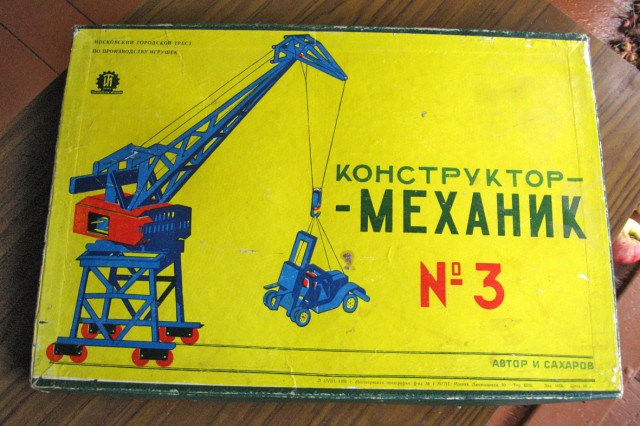 МОСКОВСКИЙ ГОРОДСКОЙ ТРЕСТ
ПО ПРОИЗВОДСТВУ ИГРУШЕК
КОНСТРУКТОР-
-МЕХАНИК
№ 3
АВТОР И САХАРОВ